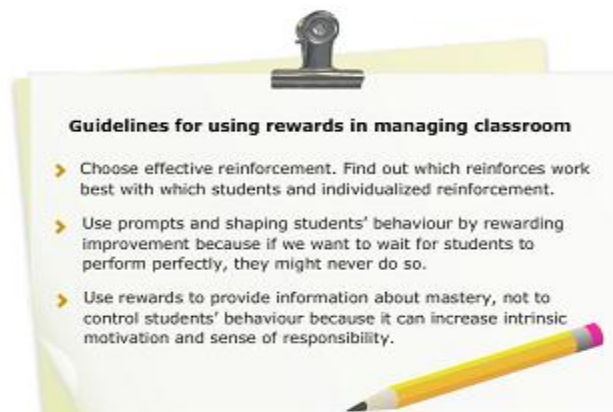 Guidelines for using rewards in managing classroom
Choose effective reinforcement. Find out which reinforces work
best with which students and individualized reinforcement.
Use prompts and shaping students' behaviour by rewarding
improvement because if we want to wait for students to
perform perfectly, they might never do so.
Use rewards to provide information about mastery, not to
control students' behaviour because it can increase intrinsic
motivation and sense of responsibility.